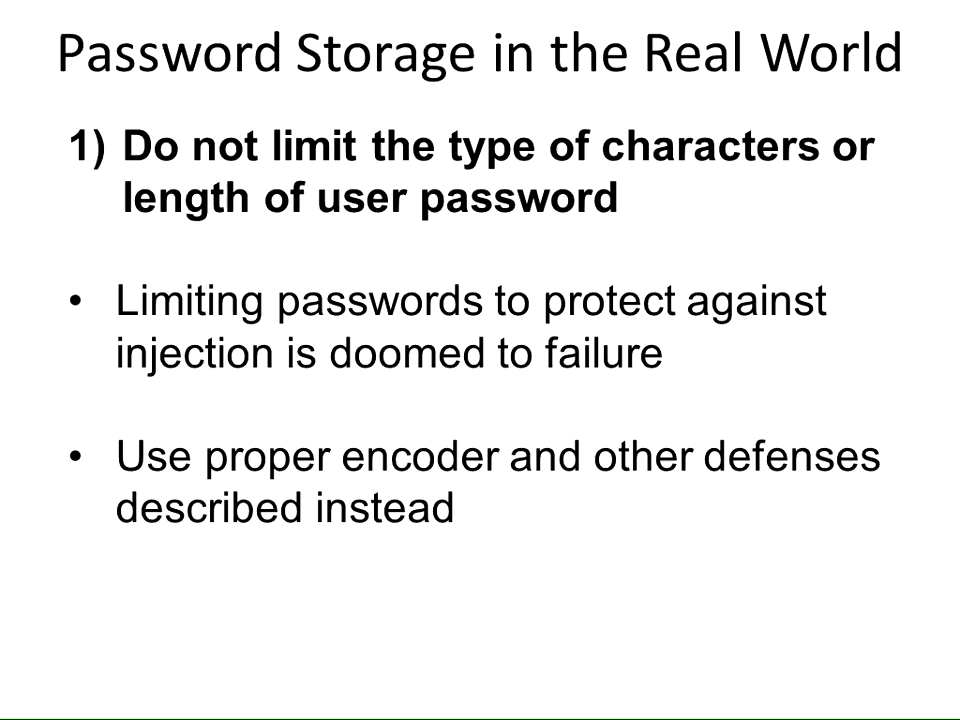 Password Storage in the Real World
1) Do not limit the type of characters or
length of user password
• Limiting passwords to protect against
injection is doomed to failure
• Use proper encoder and other defenses
described instead